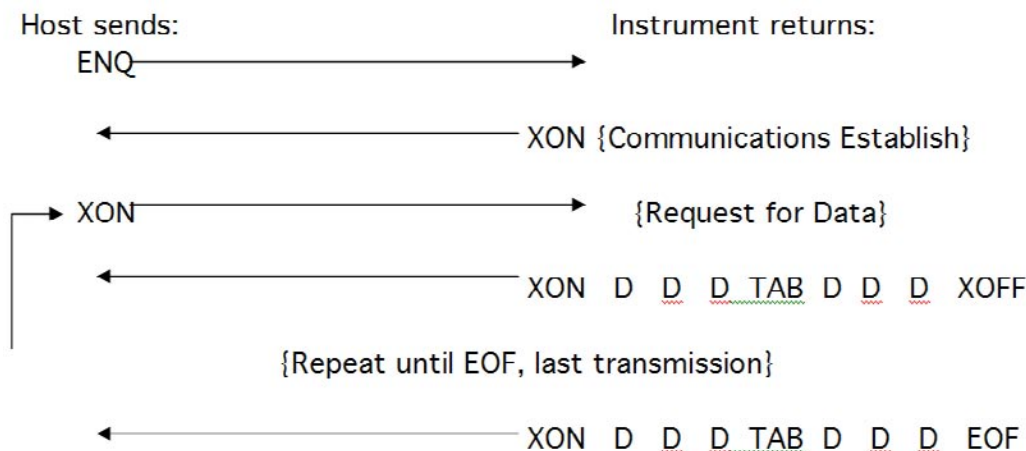 Host sends: Instrument returns:
ENQ
XON {Communications Establish}
XON {Request for Data}
XON D D D TAB D D D XOFF
{Repeat until EOF, last transmission}
XON D D D TAB D D D EOF